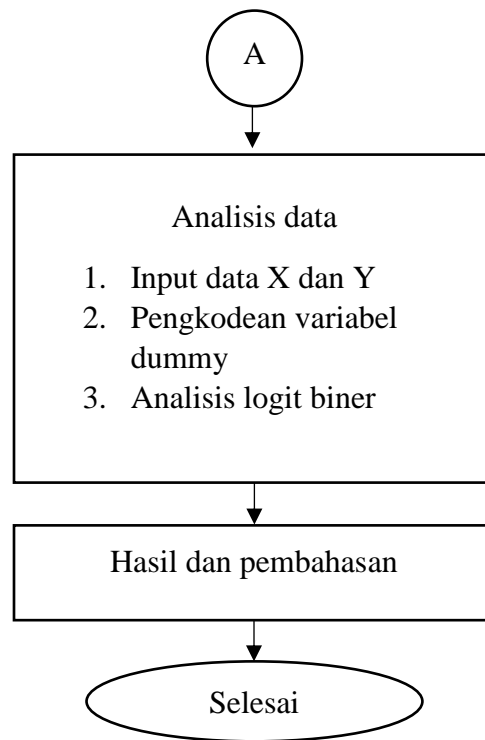 A
Analisis data
1. Input data X dan Y
2. Pengkodean variabel
dummy
3. Analisis logit biner
Hasil dan pembahasan
Selesai